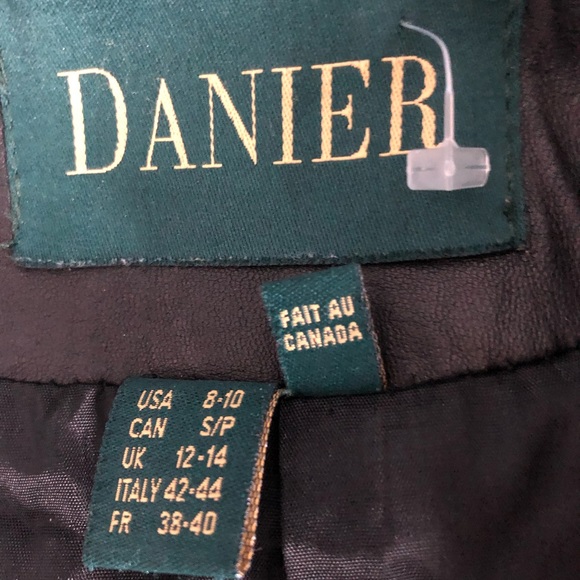 DANIER
FAIT AU
CANADA
USA 8-10
CAN S/P
UK 12-14
ITALY 42-44
FR 38-40